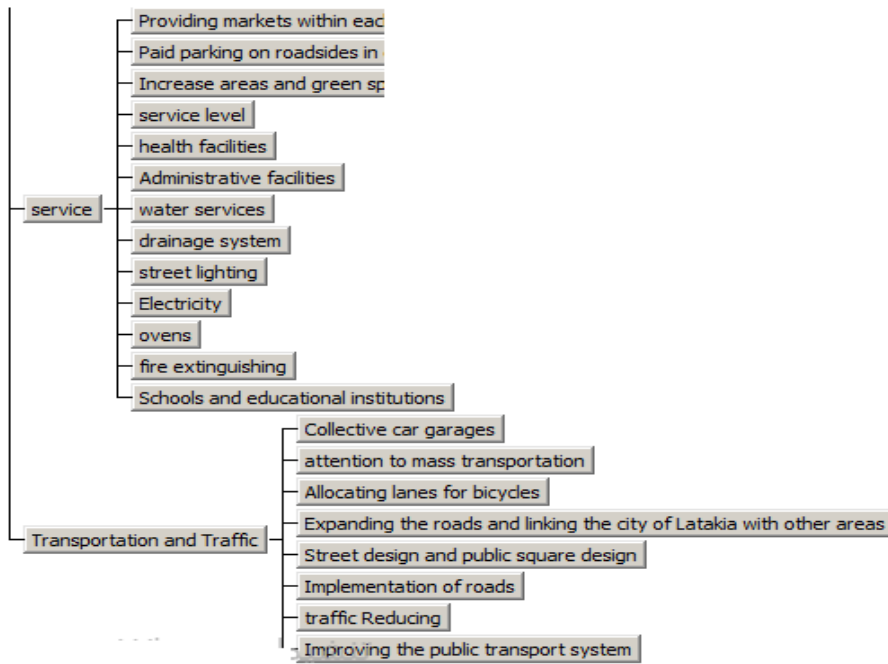 Providing markets within eac
Paid parking on roadsides in
Increase areas and green sp
service level
health facilities
Administrative facilities
service
water services
drainage system
street lighting
Electricity
ovens
fire extinguishing
Schools and educational institutions
Collective car garages
attention to mass transportation
Allocating lanes for bicycles
Expanding the roads and linking the city of Latakia with other areas
Transportation and Traffic
Street design and public square design
Implementation of roads
traffic Reducing
Improving the public transport system